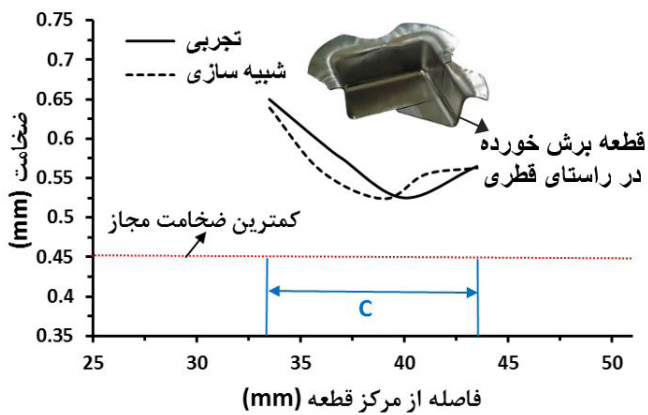 0.75
0.7
0.65
0.6
0.55
0.5
0.45
0.4
0.35
ضخامت (mm)
تجربی
شبیه سازی
قطعه برش خورده
در راستای قطری
کمترین ضخامت مجاز
C
25 30 35 40 45 50
فاصله از مرکز قطعه (mm)